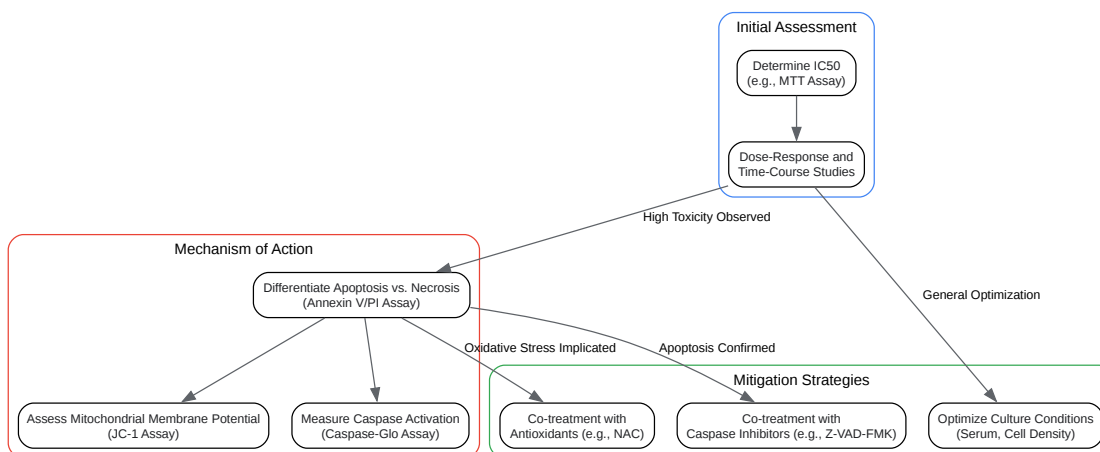 Initial Assessment
Determine IC50
(e.g., MTT Assay)
Dose-Response and
Time-Course Studies
High Toxicity Observed
Mechanism of Action
Differentiate Apoptosis vs. Necrosis
(Annexin V/PI Assay)
General Optimization
Oxidative Stress Implicated
Apoptosis Confirmed
Mitigation Strategies
Assess Mitochondrial Membrane Potential
(JC-1 Assay)
Measure Caspase Activation
(Caspase-Glo Assay)
Co-treatment with
Antioxidants (e.g., NAC)
Co-treatment with
Caspase Inhibitors (e.g., Z-VAD-FMK)
Optimize Culture Conditions
(Serum, Cell Density)